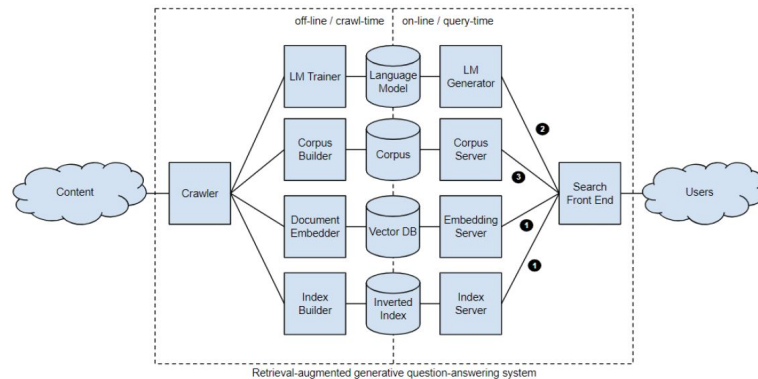 off-line / crawl-time
on-line / query-time
LM Trainer
Language
Model
LM
Generator
2
Corpus
Builder
Corpus
Corpus
Server
3
Content
Crawler
Search
Front End
Users
Document
Embedder
Vector DB
Embedding
Server
1
1
Index
Builder
Inverted
Index
Index
Server
Retrieval-augmented generative question-answering system